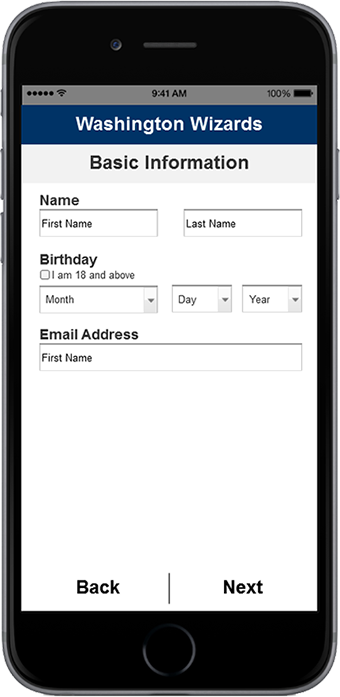 9:41 AM 100%
Washington Wizards
Basic Information
Name
First Name Last Name
Birthday
I am 18 and above
Month Day Year
Email Address
First Name
Back Next